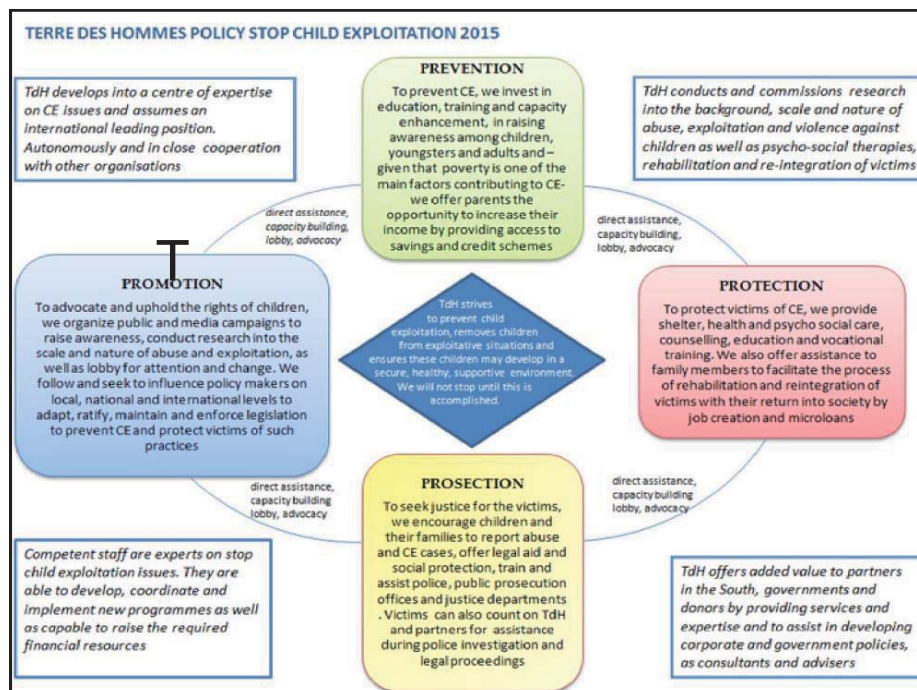 TERRE DES HOMMES POLICY STOP CHILD EXPLOITATION 2015
TdH develops into a centre of expertise
on CE issues and assumes an
international leading position.
Autonomously and in close cooperation
with other organisations
PREVENTION
To prevent CE, we invest in
education, training and capacity
enhancement, in raising
awareness among children,
youngsters and adults and –
given that poverty is one of the
main factors contributing to CE-
we offer parents the
opportunity to increase their
income by providing access to
savings and credit schemes
TdH conducts and commissions research
into the background, scale and nature of
abuse, exploitation and violence against
children as well as psycho-social therapies,
rehabilitation and re-integration of victims
direct assistance,
capacity building,
lobby, advocacy
direct assistance,
capacity building,
lobby, advocacy
T
PROMOTION
To advocate and uphold the rights of children,
we organize public and media campaigns to
raise awareness, conduct research into the
scale and nature of abuse and exploitation, as
well as lobby for attention and change. We
follow and seek to influence policy makers on
local, national and international levels to
adapt, ratify, maintain and enforce legislation
to prevent CE and protect victims of such
practices
TdH strives
to prevent child
exploitation, removes children
from exploitative situations and
ensures these children may develop in a
secure, healthy, supportive environment.
We will not stop until this is
accomplished.
PROTECTION
To protect victims of CE, we provide
shelter, health and psycho social care,
counselling, education and vocational
training. We also offer assistance to
family members to facilitate the process
of rehabilitation and reintegration of
victims with their return into society by
job creation and microloans
direct assistance,
capacity building
lobby, advocacy
direct assistance,
capacity building
lobby, advocacy
PROSECTION
To seek justice for the victims,
we encourage children and
their families to report abuse
and CE cases, offer legal aid and
social protection, train and
assist police, public prosecution
offices and justice departments
. Victims can also count on TdH
and partners for assistance
during police investigation and
legal proceedings
Competent staff are experts on stop
child exploitation issues. They are
able to develop, coordinate and
implement new programmes as well
as capable to raise the required
financial resources
TdH offers added value to partners
in the South, governments and
donors by providing services and
expertise and to assist in developing
corporate and government policies,
as consultants and advisers